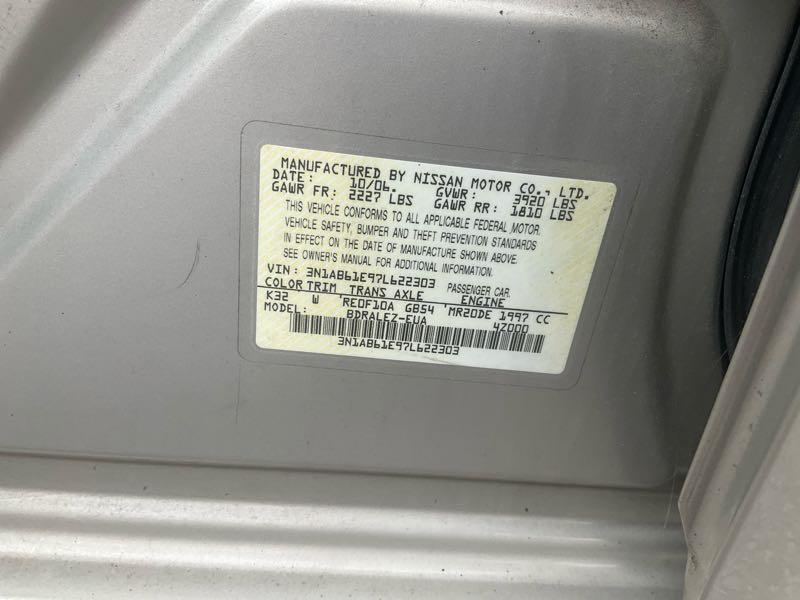 MANUFACTURED BY NISSAN MOTOR CO., LTD.
DATE: 10/06. GVWR: 3920 LBS
GAWR FR: 2227 LBS GAWR RR: 1810 LBS
THIS VEHICLE CONFORMS TO ALL APPLICABLE FEDERAL MOTOR
VEHICLE SAFETY, BUMPER AND THEFT PREVENTION STANDARDS
IN EFFECT ON THE DATE OF MANUFACTURE SHOWN ABOVE.
SEE OWNER'S MANUAL FOR ADDITIONAL INFORMATION.
VIN: 3N1AB61E97L622303 PASSENGER CAR.
COLOR TRIM TRANS AXLE ENGINE
K32 W RE0F10A GB54 MR20DE 1997 CC
MODEL: BDRALEZ-EUA 4Z000
3N1AB61E97L622303